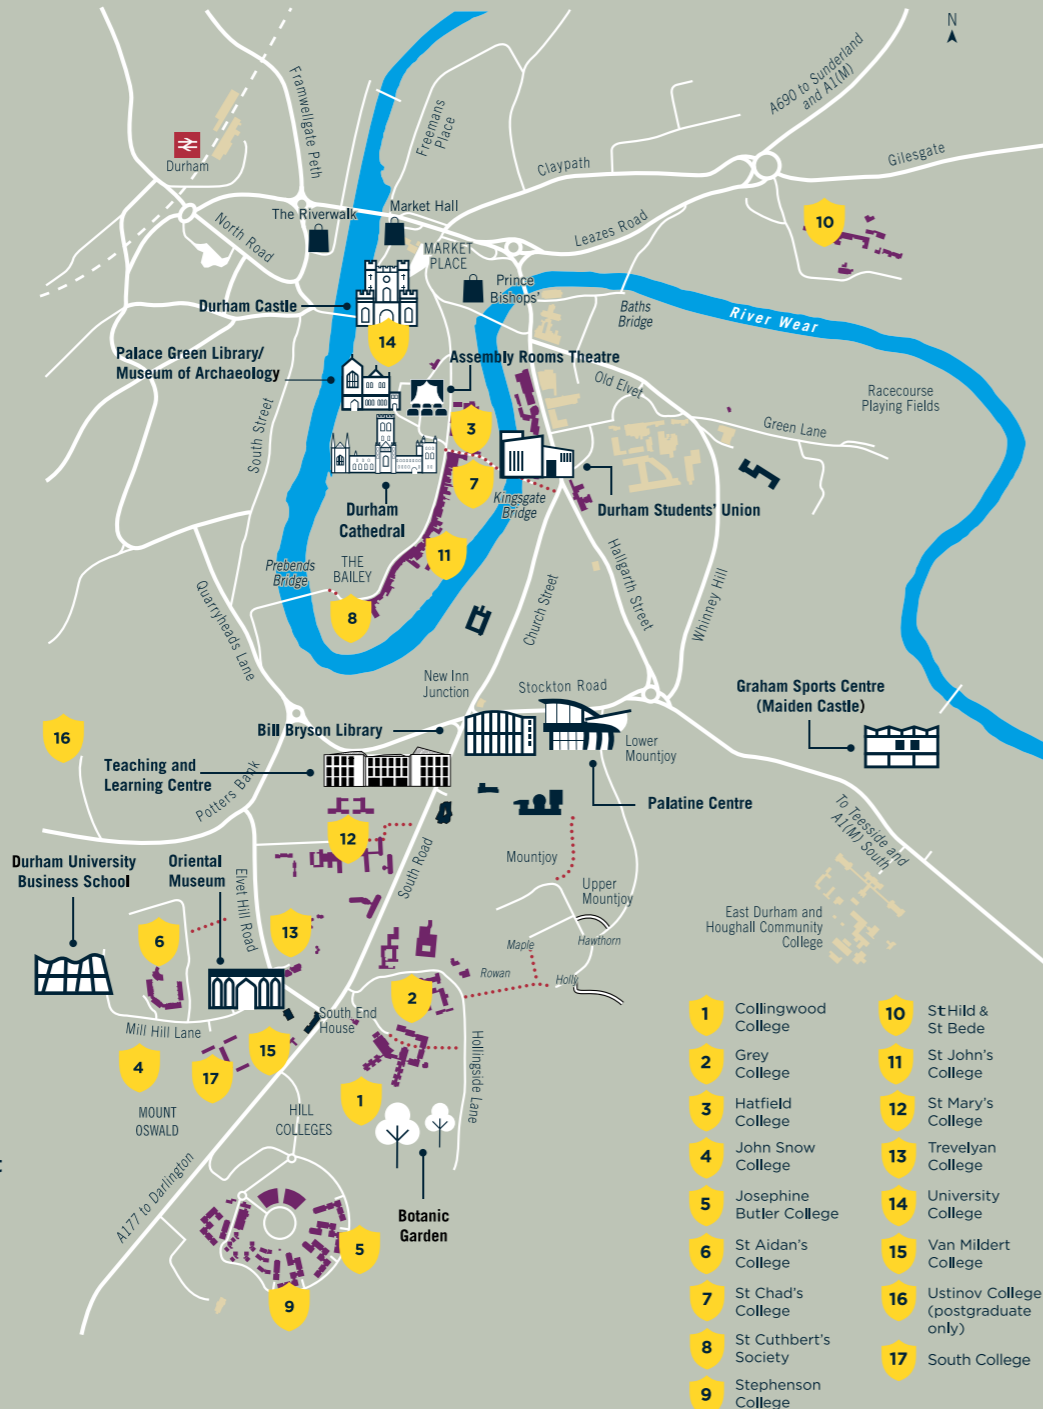 N
A690 to Sunderland
and A1(M)
Framwellgate Peth
Freemans
Place
Durham
Claypath
Gilesgate
The Riverwalk
Market Hall
10
North Road
Leazes Road
MARKET
PLACE
Prince
Bishops'
Durham Castle
Baths
Bridge
River Wear
14
Palace Green Library/
Museum of Archaeology
Assembly Rooms Theatre
Old Elvet
Racecourse
Playing Fields
South Street
3
Green Lane
7
Kingsgate
Bridge
Durham
Cathedral
Durham Students' Union
11
Prebends
Bridge
THE
BAILEY
Hallgarth Street
Whinney Hill
Quarryheads Lane
8
Church Street
New Inn
Junction
Stockton Road
Graham Sports Centre
(Maiden Castle)
16
Bill Bryson Library
Lower
Mountjoy
Teaching and
Learning Centre
Potters Bank
Palatine Centre
To Teesside and
A1(M) South
12
Durham University
Business School
Oriental
Museum
South Road
Mountjoy
Elvet Hill Road
Upper
Mountjoy
East Durham and
Houghall Community
College
6
13
Maple
Hawthorn
Rowan
Holly
2
South End
House
Mill Hill Lane
Hollingside Lane
15
4
17
1
MOUNT
OSWALD
HILL
COLLEGES
A177 to Darlington
Botanic
Garden
5
9
1 Collingwood
College
2 Grey
College
3 Hatfield
College
4 John Snow
College
5 Josephine
Butler College
6 St Aidan's
College
7 St Chad's
College
8 St Cuthbert's
Society
9 Stephenson
College
10 St Hild &
St Bede
11 St John's
College
12 St Mary's
College
13 Trevelyan
College
14 University
College
15 Van Mildert
College
16 Ustinov College
(postgraduate
only)
17 South College